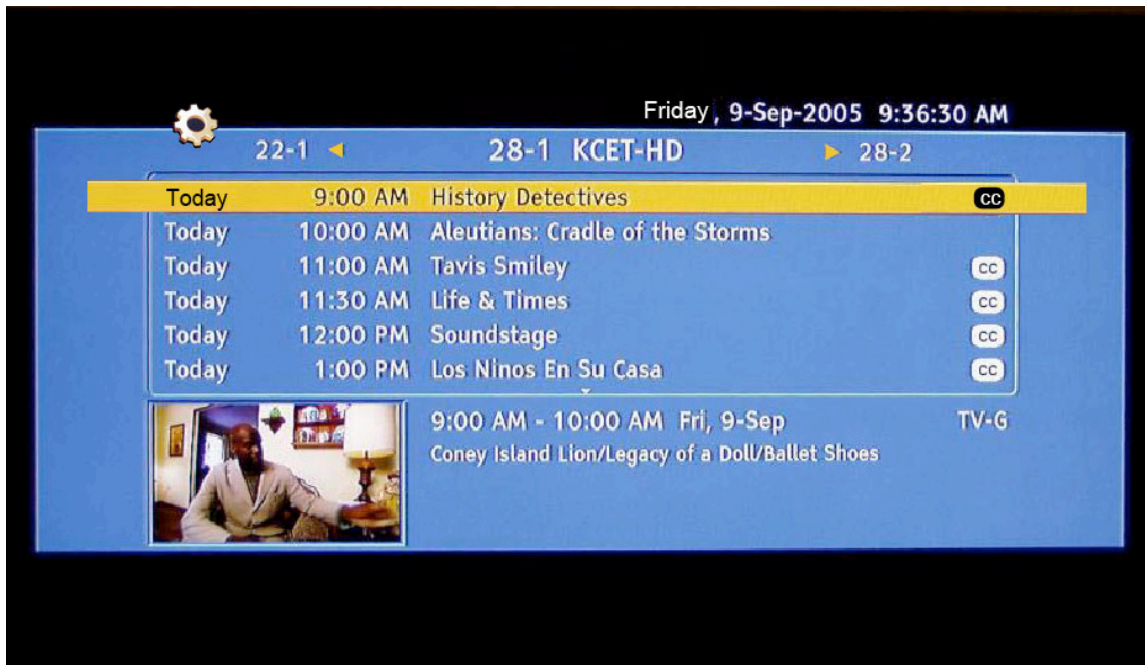 Friday, 9-Sep-2005 9:36:30 AM
22-1 28-1 KCET-HD 28-2
Today 9:00 AM History Detectives CC
Today 10:00 AM Aleutians: Cradle of the Storms
Today 11:00 AM Tavis Smiley CC
Today 11:30 AM Life & Times CC
Today 12:00 PM Soundstage CC
Today 1:00 PM Los Ninos En Su Casa CC
9:00 AM - 10:00 AM Fri, 9-Sep TV-G
Coney Island Lion/Legacy of a Doll/Ballet Shoes